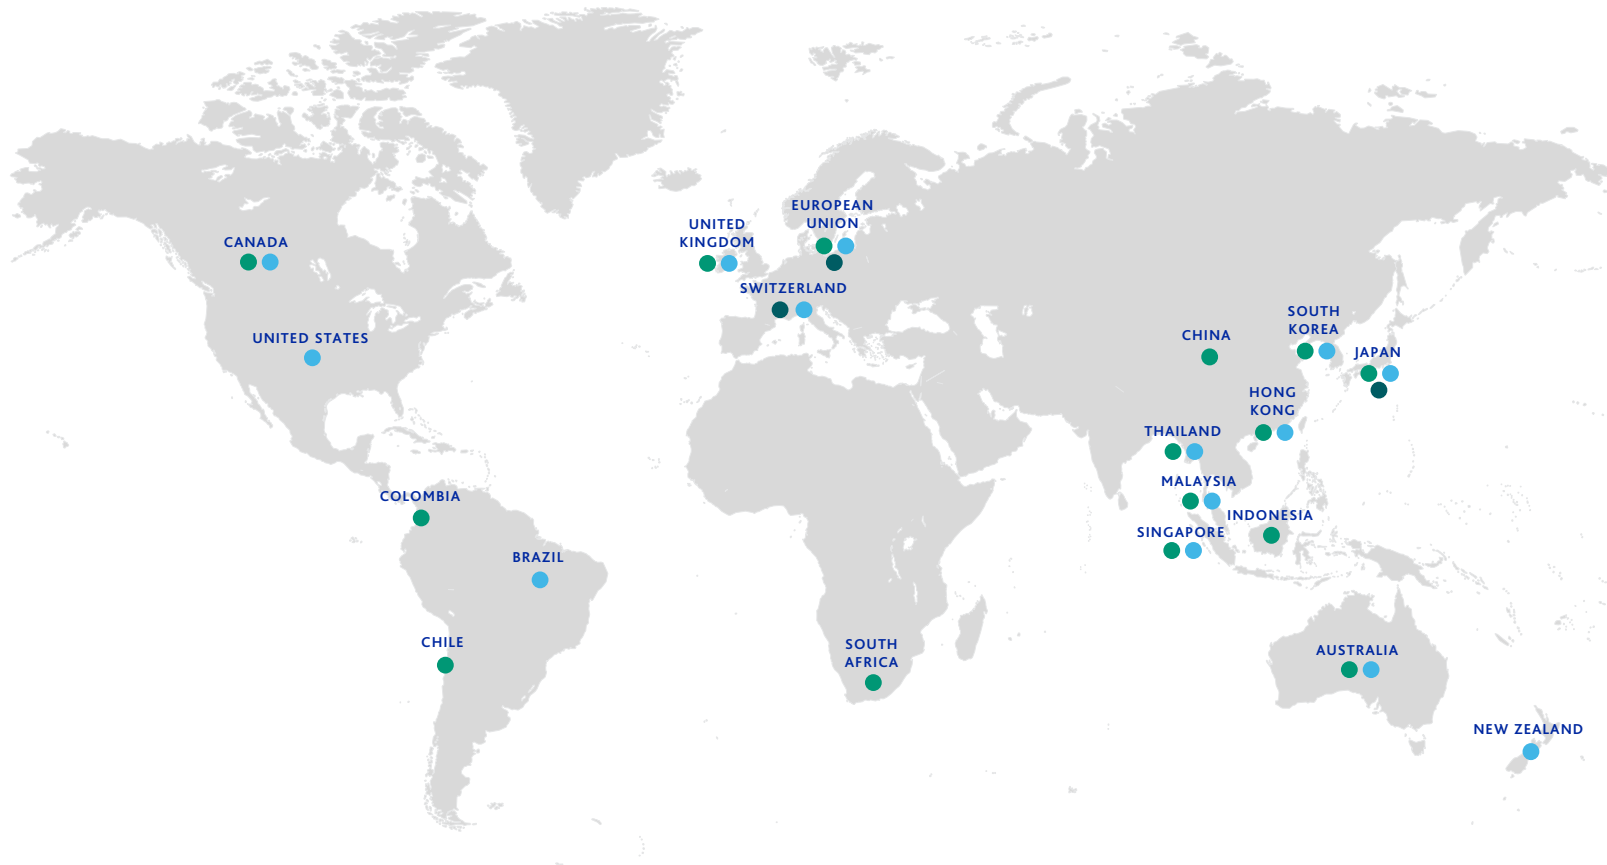 EUROPEAN
UNION
UNITED
KINGDOM
CANADA
SWITZERLAND
UNITED STATES
SOUTH
KOREA
CHINA
JAPAN
HONG
KONG
THAILAND
MALAYSIA
COLOMBIA
INDONESIA
SINGAPORE
BRAZIL
CHILE
SOUTH
AFRICA
AUSTRALIA
NEW ZEALAND